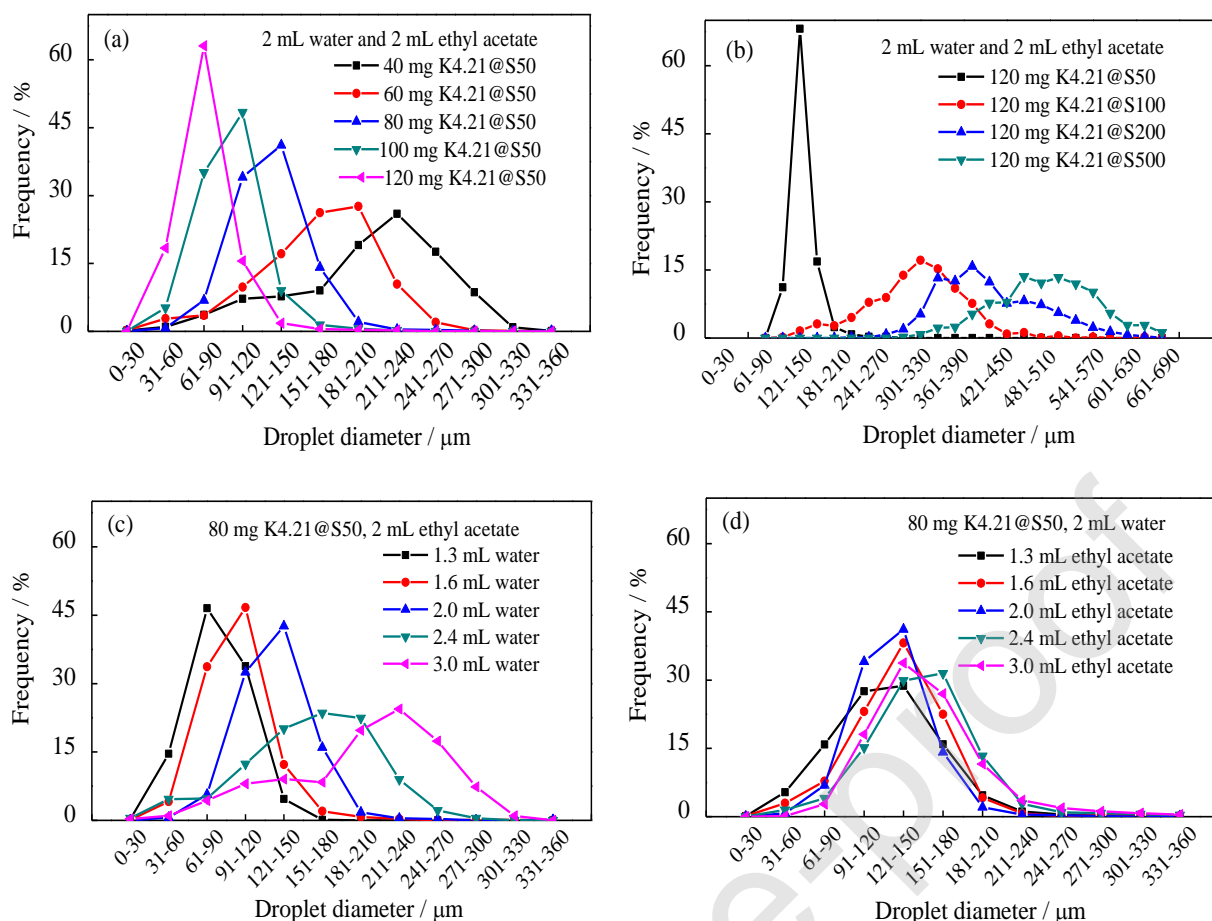 (a)
2 mL water and 2 mL ethyl acetate
40 mg K4.21@S50
60 mg K4.21@S50
80 mg K4.21@S50
100 mg K4.21@S50
120 mg K4.21@S50
Frequency / %
60
45
30
15
0
0-30
31-60
61-90
91-120
121-150
151-180
181-210
211-240
241-270
271-300
301-330
331-360
Droplet diameter / μm
(b)
2 mL water and 2 mL ethyl acetate
120 mg K4.21@S50
120 mg K4.21@S100
120 mg K4.21@S200
120 mg K4.21@S500
Frequency / %
60
45
30
15
0
0-30
61-90
121-150
181-210
241-270
301-330
361-390
421-450
481-510
541-570
601-630
661-690
Droplet diameter / μm
(c)
80 mg K4.21@S50, 2 mL ethyl acetate
1.3 mL water
1.6 mL water
2.0 mL water
2.4 mL water
3.0 mL water
Frequency / %
60
45
30
15
0
0-30
31-60
61-90
91-120
121-150
151-180
181-210
211-240
241-270
271-300
301-330
331-360
Droplet diameter / μm
(d)
80 mg K4.21@S50, 2 mL water
1.3 mL ethyl acetate
1.6 mL ethyl acetate
2.0 mL ethyl acetate
2.4 mL ethyl acetate
3.0 mL ethyl acetate
Frequency / %
60
45
30
15
0
0-30
31-60
61-90
91-120
121-150
151-180
181-210
211-240
241-270
271-300
301-330
331-360
Droplet diameter / μm
e-proof